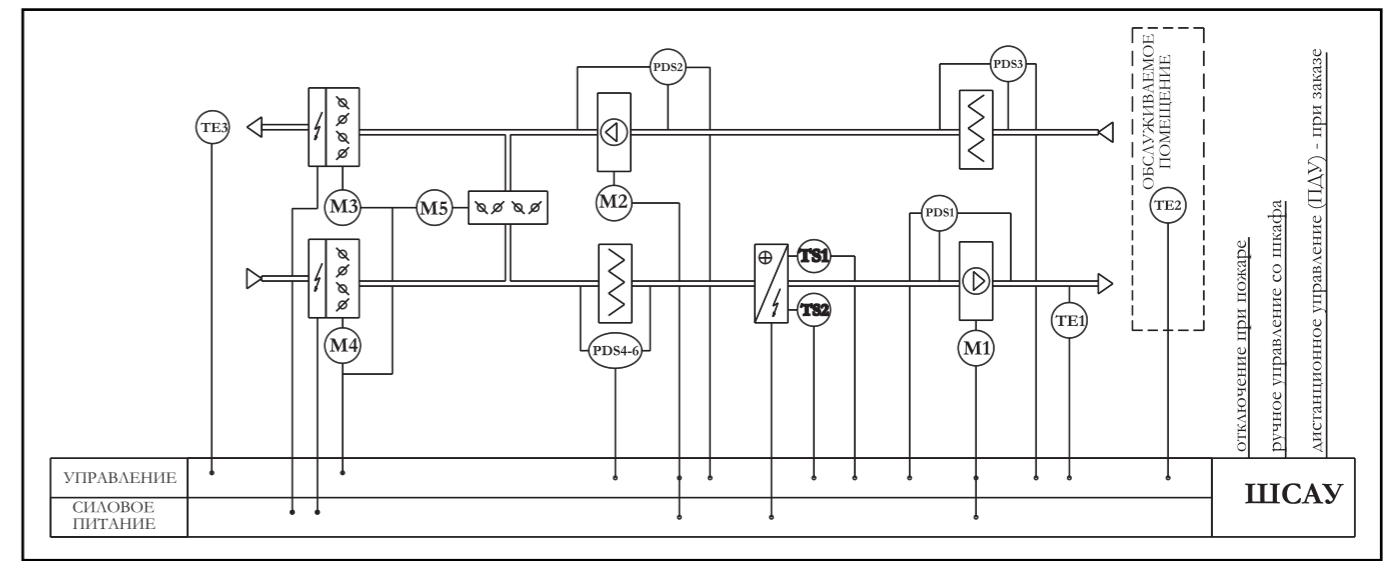 PDS2
PDS3
TE3
ОБСЛУЖИВАЕМОЕ
ПОМЕЩЕНИЕ
M3
M5
M2
PDS1
TE2
TS1
TS2
M4
PDS4-6
M1
TE1
отключение при пожаре
ручное управление со шкафа
дистанционное управление (ПДУ) - при заказе
УПРАВЛЕНИЕ
СИЛОВОЕ
ПИТАНИЕ
ШСАУ